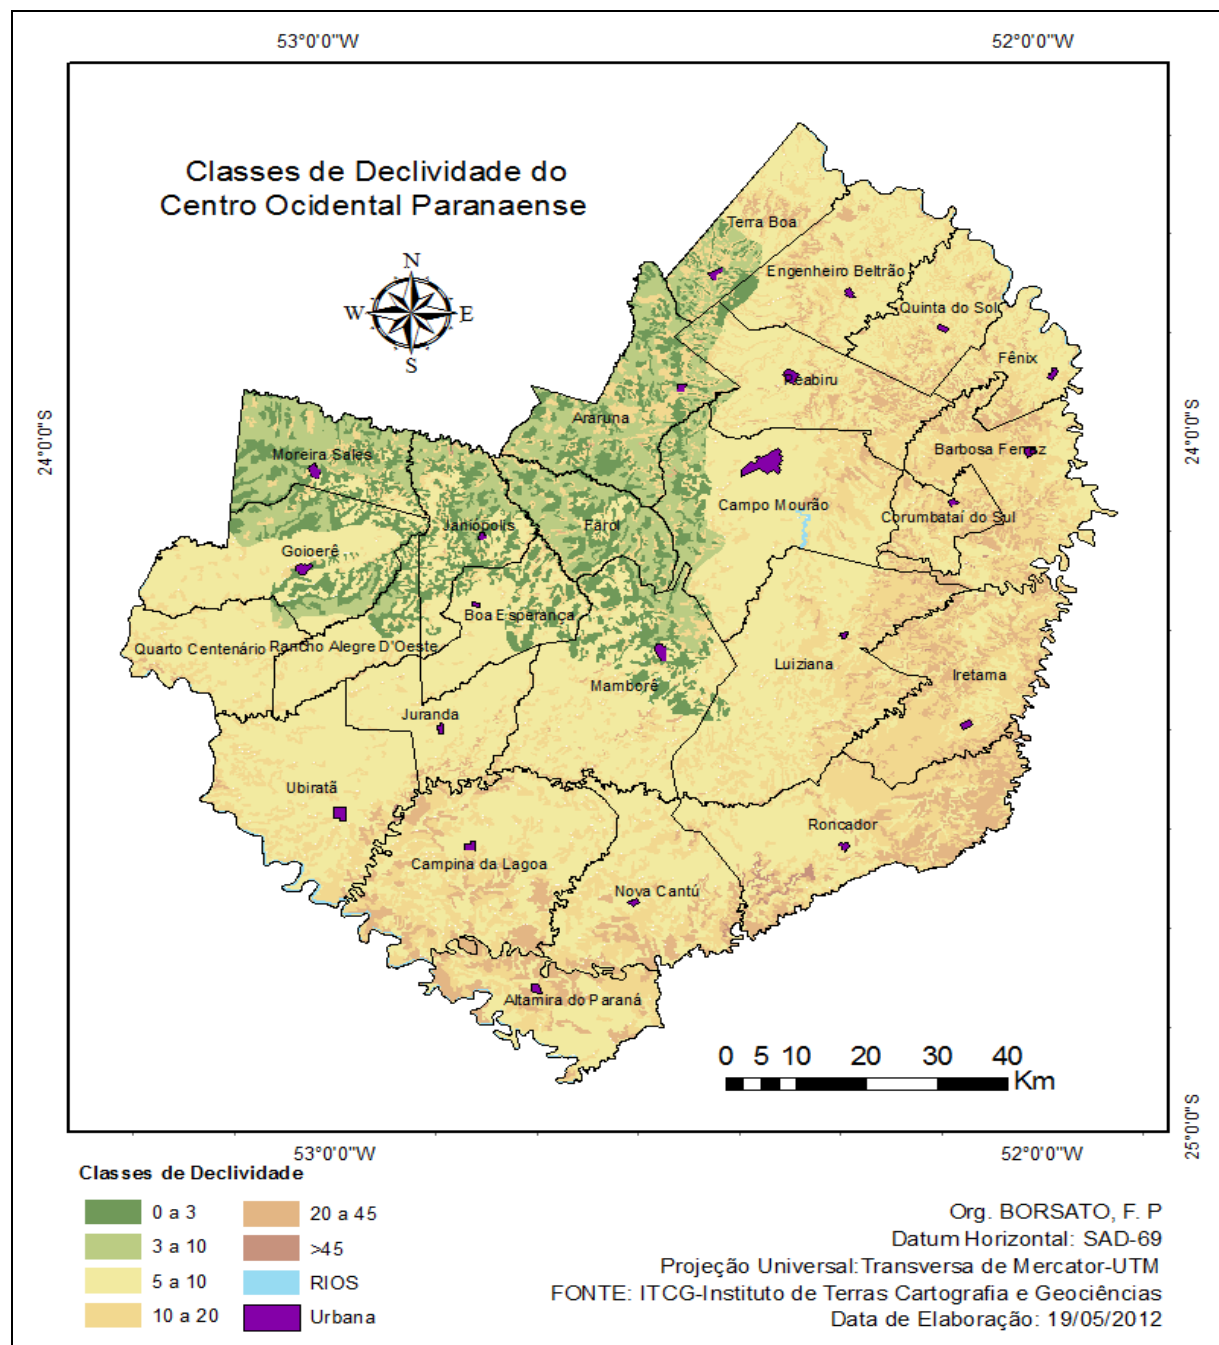 53°0'0"W
52°0'0"W
Classes de Declividade do
Centro Ocidental Paranaense
N
W
E
S
24°0'0"S
24°0'0"S
Terra Boa
Engenheiro Beltrão
Quinta do Sol
Fênix
Peabiru
Araruna
Barbosa Ferraz
Moreira Sales
Campo Mourão
Corumbataí do Sul
Janiópolis
Farol
Goioerê
Boa Esperança
Quarto Centenário
Rancho Alegre D'Oeste
Luiziana
Iretama
Mamborê
Juranda
Ubiratã
Roncador
Campina da Lagoa
Nova Cantú
Altamira do Paraná
0 5 10 20 30 40
Km
25°0'0"S
53°0'0"W
52°0'0"W
Classes de Declividade
0 a 3
3 a 10
5 a 10
10 a 20
20 a 45
>45
RIOS
Urbana
Org. BORSATO, F. P
Datum Horizontal: SAD-69
Projeção Universal:Transversa de Mercator-UTM
FONTE: ITCG-Instituto de Terras Cartografia e Geociências
Data de Elaboração: 19/05/2012